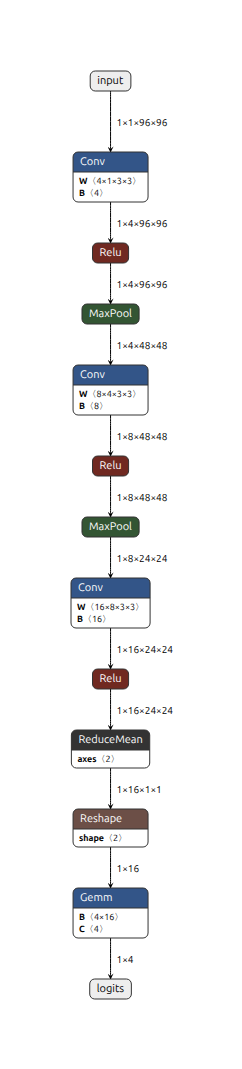 input
1×1×96×96
Conv
W ⟨4×1×3×3⟩
B ⟨4⟩
1×4×96×96
Relu
1×4×96×96
MaxPool
1×4×48×48
Conv
W ⟨8×4×3×3⟩
B ⟨8⟩
1×8×48×48
Relu
1×8×48×48
MaxPool
1×8×24×24
Conv
W ⟨16×8×3×3⟩
B ⟨16⟩
1×16×24×24
Relu
1×16×24×24
ReduceMean
axes ⟨2⟩
1×16×1×1
Reshape
shape ⟨2⟩
1×16
Gemm
B ⟨4×16⟩
C ⟨4⟩
1×4
logits